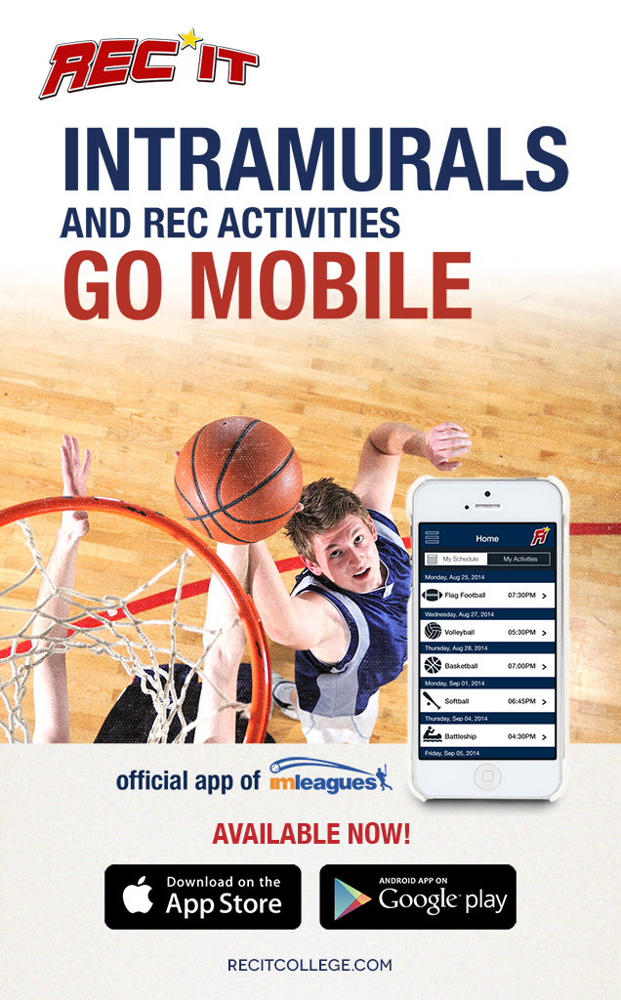 REC IT
INTRAMURALS
AND REC ACTIVITIES
GO MOBILE
Home
My Schedule
My Activities
Monday, Aug 25, 2014
Flag Football 07:30PM >
Wednesday, Aug 27, 2014
Volleyball 05:30PM >
Thursday, Aug 28, 2014
Basketball 07:00PM >
Monday, Sep 01, 2014
Softball 06:45PM >
Thursday, Sep 04, 2014
Battleship 04:30PM >
Friday, Sep 05, 2014
official app of imleagues
AVAILABLE NOW!
Download on the
App Store
ANDROID APP ON
Google play
RECITCOLLEGE.COM